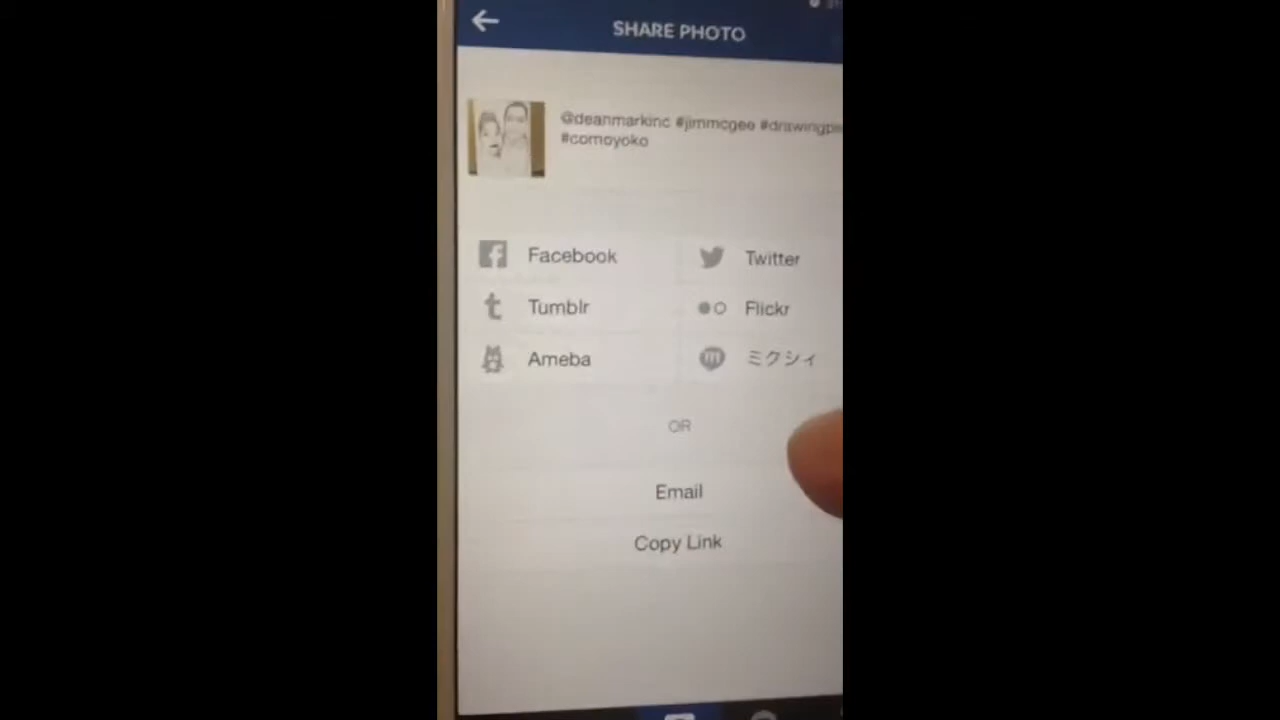 SHARE PHOTO
@deanmarkinc #jimmcgee
#comoyoko
Facebook
Twitter
Tumblr
Flickr
Ameba
ミクシィ
OR
Email
Copy Link